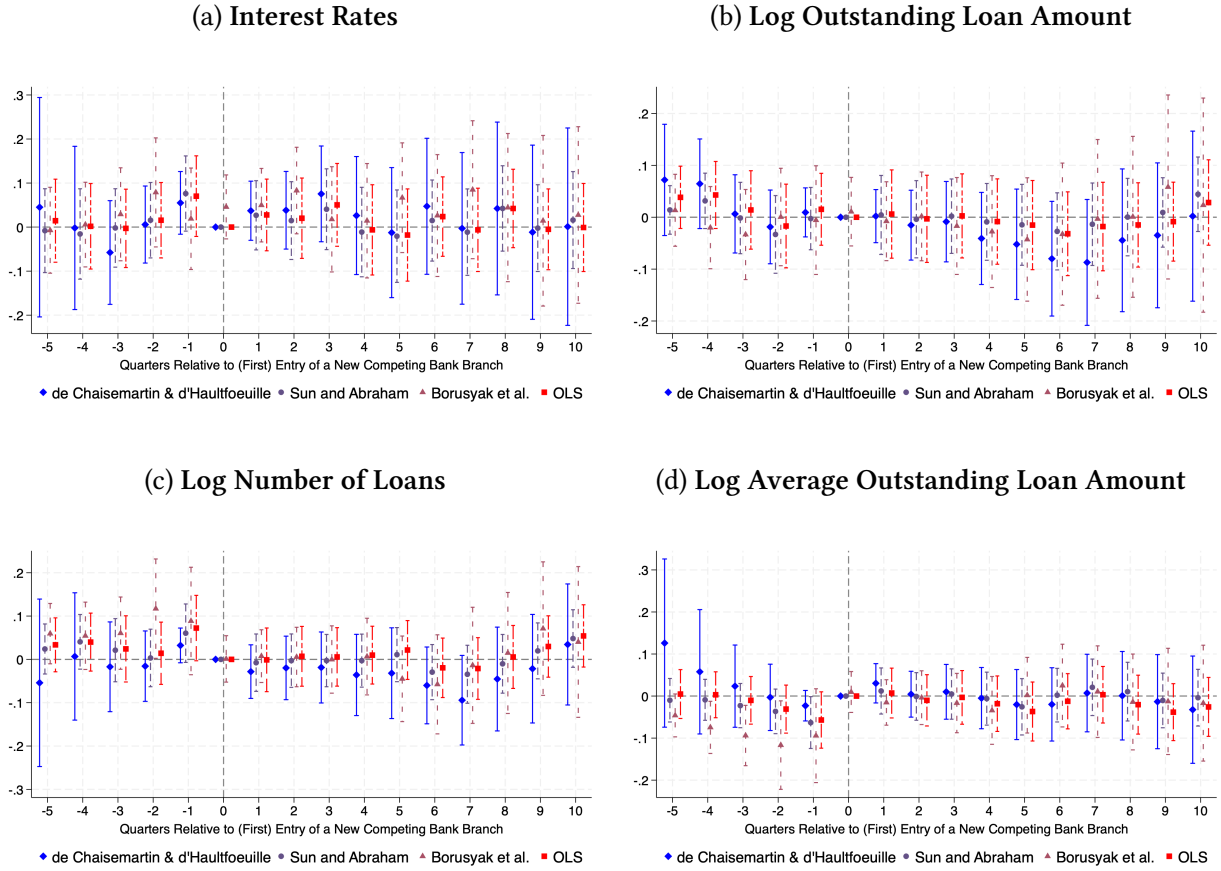 (a) Interest Rates
.3
.2
.1
0
-.1
-.2
-5 -4 -3 -2 -1 0 1 2 3 4 5 6 7 8 9 10
Quarters Relative to (First) Entry of a New Competing Bank Branch
de Chaisemartin & d'Haultfoeuille Sun and Abraham Borusyak et al. OLS
(b) Log Outstanding Loan Amount
.2
.1
0
-.1
-.2
-5 -4 -3 -2 -1 0 1 2 3 4 5 6 7 8 9 10
Quarters Relative to (First) Entry of a New Competing Bank Branch
de Chaisemartin & d'Haultfoeuille Sun and Abraham Borusyak et al. OLS
(c) Log Number of Loans
.2
.1
0
-.1
-.2
-.3
-5 -4 -3 -2 -1 0 1 2 3 4 5 6 7 8 9 10
Quarters Relative to (First) Entry of a New Competing Bank Branch
de Chaisemartin & d'Haultfoeuille Sun and Abraham Borusyak et al. OLS
(d) Log Average Outstanding Loan Amount
.3
.2
.1
0
-.1
-.2
-5 -4 -3 -2 -1 0 1 2 3 4 5 6 7 8 9 10
Quarters Relative to (First) Entry of a New Competing Bank Branch
de Chaisemartin & d'Haultfoeuille Sun and Abraham Borusyak et al. OLS